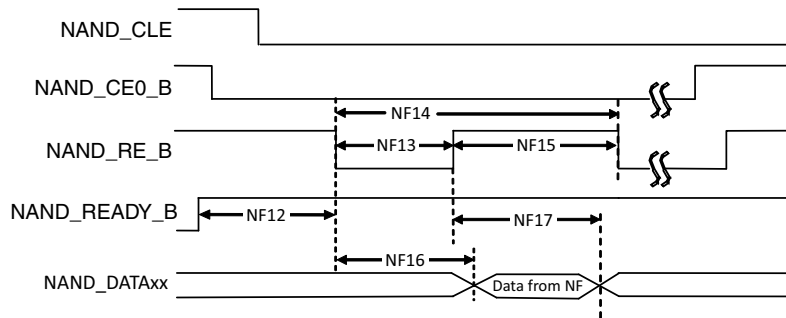 NAND_CLE
NAND_CE0_B
NF14
NAND_RE_B
NF13
NF15
NAND_READY_B
NF12
NF17
NF16
NAND_DATAxx
Data from NF